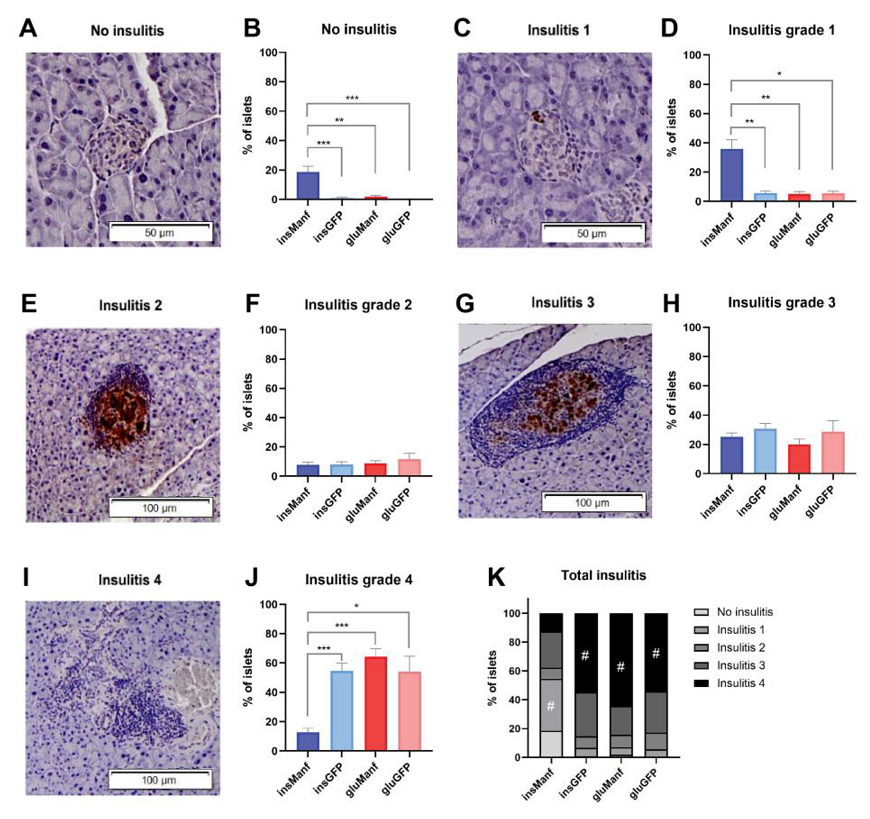 A
No insulitis
50 µm
B
No insulitis
% of islets
100
80
60
40
20
0
***
**
***
insManf
insGFP
gluManf
gluGFP
C
Insulitis 1
50 µm
D
Insulitis grade 1
% of islets
100
80
60
40
20
0
*
**
**
insManf
insGFP
gluManf
gluGFP
E
Insulitis 2
100 µm
F
Insulitis grade 2
% of islets
100
80
60
40
20
0
insManf
insGFP
gluManf
gluGFP
G
Insulitis 3
100 µm
H
Insulitis grade 3
% of islets
100
80
60
40
20
0
insManf
insGFP
gluManf
gluGFP
I
Insulitis 4
100 µm
J
Insulitis grade 4
% of islets
100
80
60
40
20
0
*
***
***
insManf
insGFP
gluManf
gluGFP
K
Total insulitis
% of islets
100
80
60
40
20
0
#
#
#
#
insManf
insGFP
gluManf
gluGFP
No insulitis
Insulitis 1
Insulitis 2
Insulitis 3
Insulitis 4